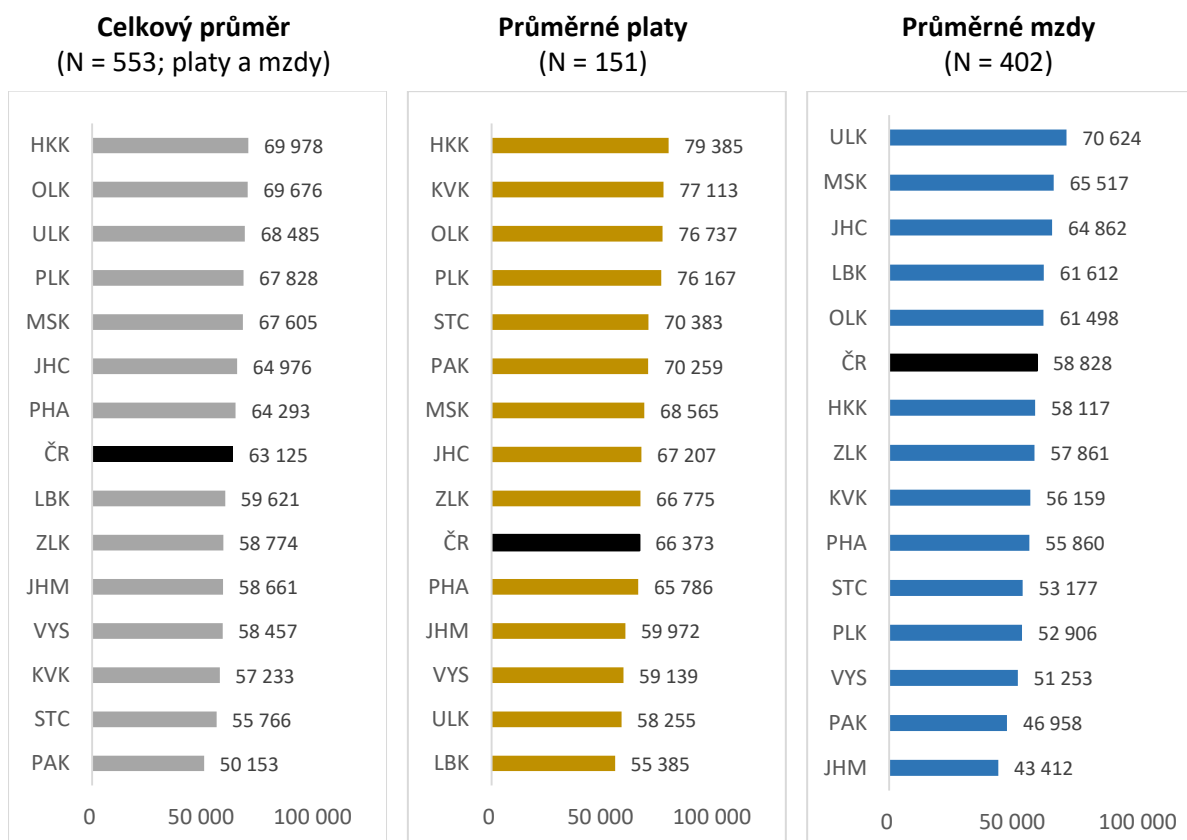 Celkový průměr
(N = 553; platy a mzdy)
HKK 69 978
OLK 69 676
ULK 68 485
PLK 67 828
MSK 67 605
JHC 64 976
PHA 64 293
ČR 63 125
LBK 59 621
ZLK 58 774
JHM 58 661
VYS 58 457
KVK 57 233
STC 55 766
PAK 50 153
0 50 000 100 000
Průměrné platy
(N = 151)
HKK 79 385
KVK 77 113
OLK 76 737
PLK 76 167
STC 70 383
PAK 70 259
MSK 68 565
JHC 67 207
ZLK 66 775
ČR 66 373
PHA 65 786
JHM 59 972
VYS 59 139
ULK 58 255
LBK 55 385
0 50 000 100 000
Průměrné mzdy
(N = 402)
ULK 70 624
MSK 65 517
JHC 64 862
LBK 61 612
OLK 61 498
ČR 58 828
HKK 58 117
ZLK 57 861
KVK 56 159
PHA 55 860
STC 53 177
PLK 52 906
VYS 51 253
PAK 46 958
JHM 43 412
0 50 000 100 000